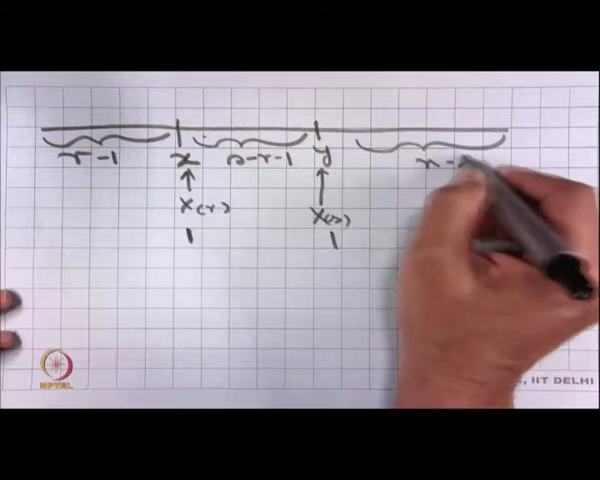 r-1 x s-r-1 y n-s
X(r) X(s)
1 1
NPTEL
, IIT DELHI